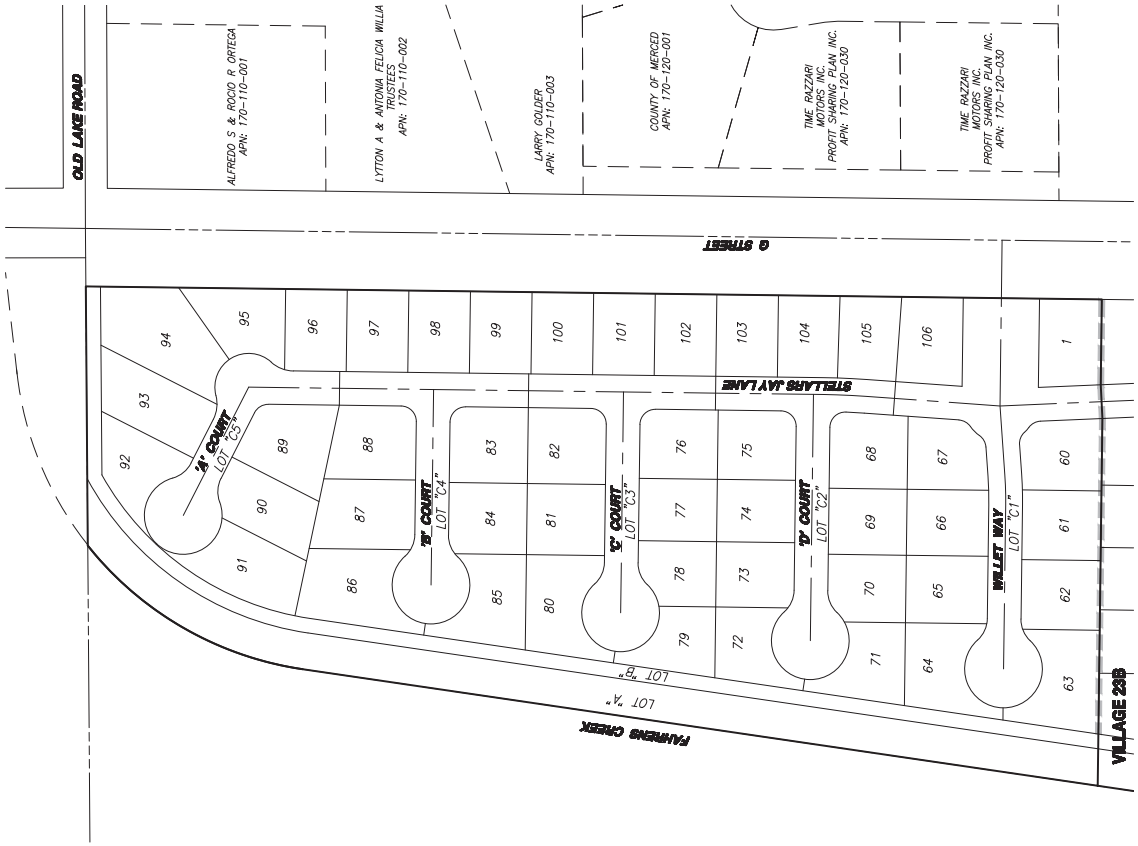 OLD LAKE ROAD
ALFREDO S & ROCIO R ORTEGA
APN: 170-110-001
LYTTON A & ANTONIA FELICIA WILLIA
TRUSTEES
APN: 170-110-002
LARRY GOLDER
APN: 170-110-003
COUNTY OF MERCED
APN: 170-120-001
TIME RAZZARI
MOTORS INC.
PROFIT SHARING PLAN INC.
APN: 170-120-030
TIME RAZZARI
MOTORS INC.
PROFIT SHARING PLAN INC.
APN: 170-120-030
G STREET
94
95
96
97
98
99
100
101
102
103
104
105
106
1
STELLARS JAY LANE
93
92
'A' COURT
LOT "C5"
89
90
91
88
87
86
'B' COURT
LOT "C4"
83
84
85
82
81
80
'C' COURT
LOT "C3"
76
77
78
79
75
74
73
72
'D' COURT
LOT "C2"
68
69
70
71
67
66
65
64
WILLET WAY
LOT "C1"
60
61
62
63
LOT "B"
LOT "A"
FAHRENS CREEK
VILLAGE 23B